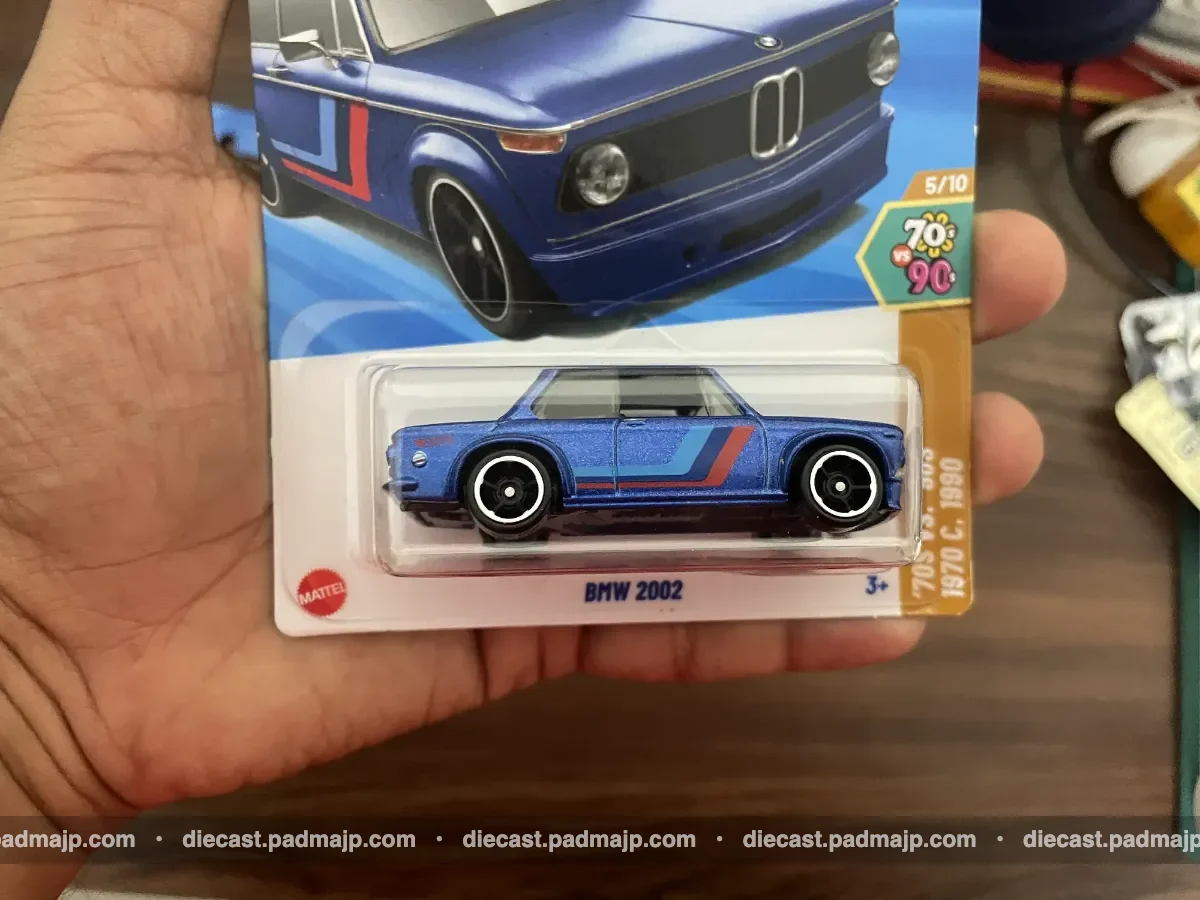 5/10
70s
vs
90s
'70S VS. '90S
1970 C, 1990
MATTEL
BMW 2002
3+
diecast.padmajp.com • diecast.padmajp.com • diecast.padmajp.com • diecast.padmajp.com